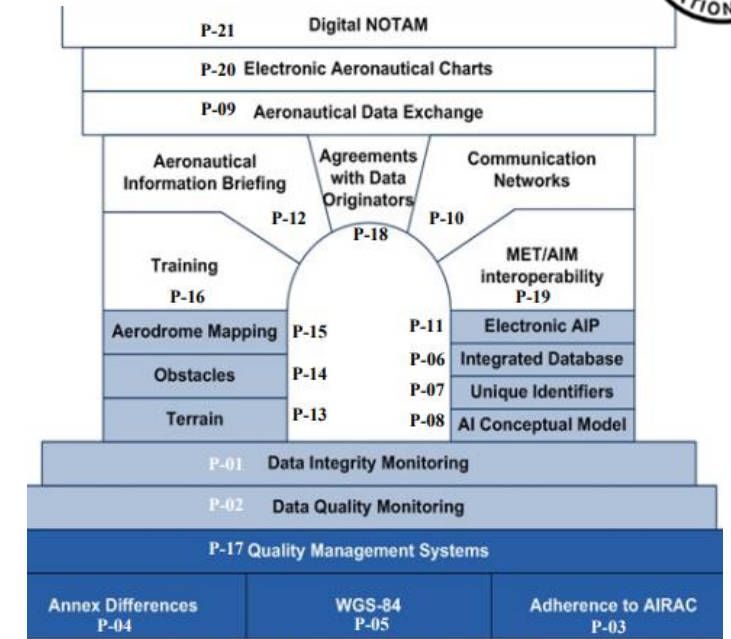 TION
P-21 Digital NOTAM
P-20 Electronic Aeronautical Charts
P-09 Aeronautical Data Exchange
Aeronautical
Information Briefing
P-12
Agreements
with Data
Originators
P-18
Communication
Networks
P-10
Training
P-16
MET/AIM
interoperability
P-19
Aerodrome Mapping P-15
Obstacles P-14
Terrain P-13
P-11 Electronic AIP
P-06 Integrated Database
P-07 Unique Identifiers
P-08 AI Conceptual Model
P-01 Data Integrity Monitoring
P-02 Data Quality Monitoring
P-17 Quality Management Systems
Annex Differences
P-04
WGS-84
P-05
Adherence to AIRAC
P-03